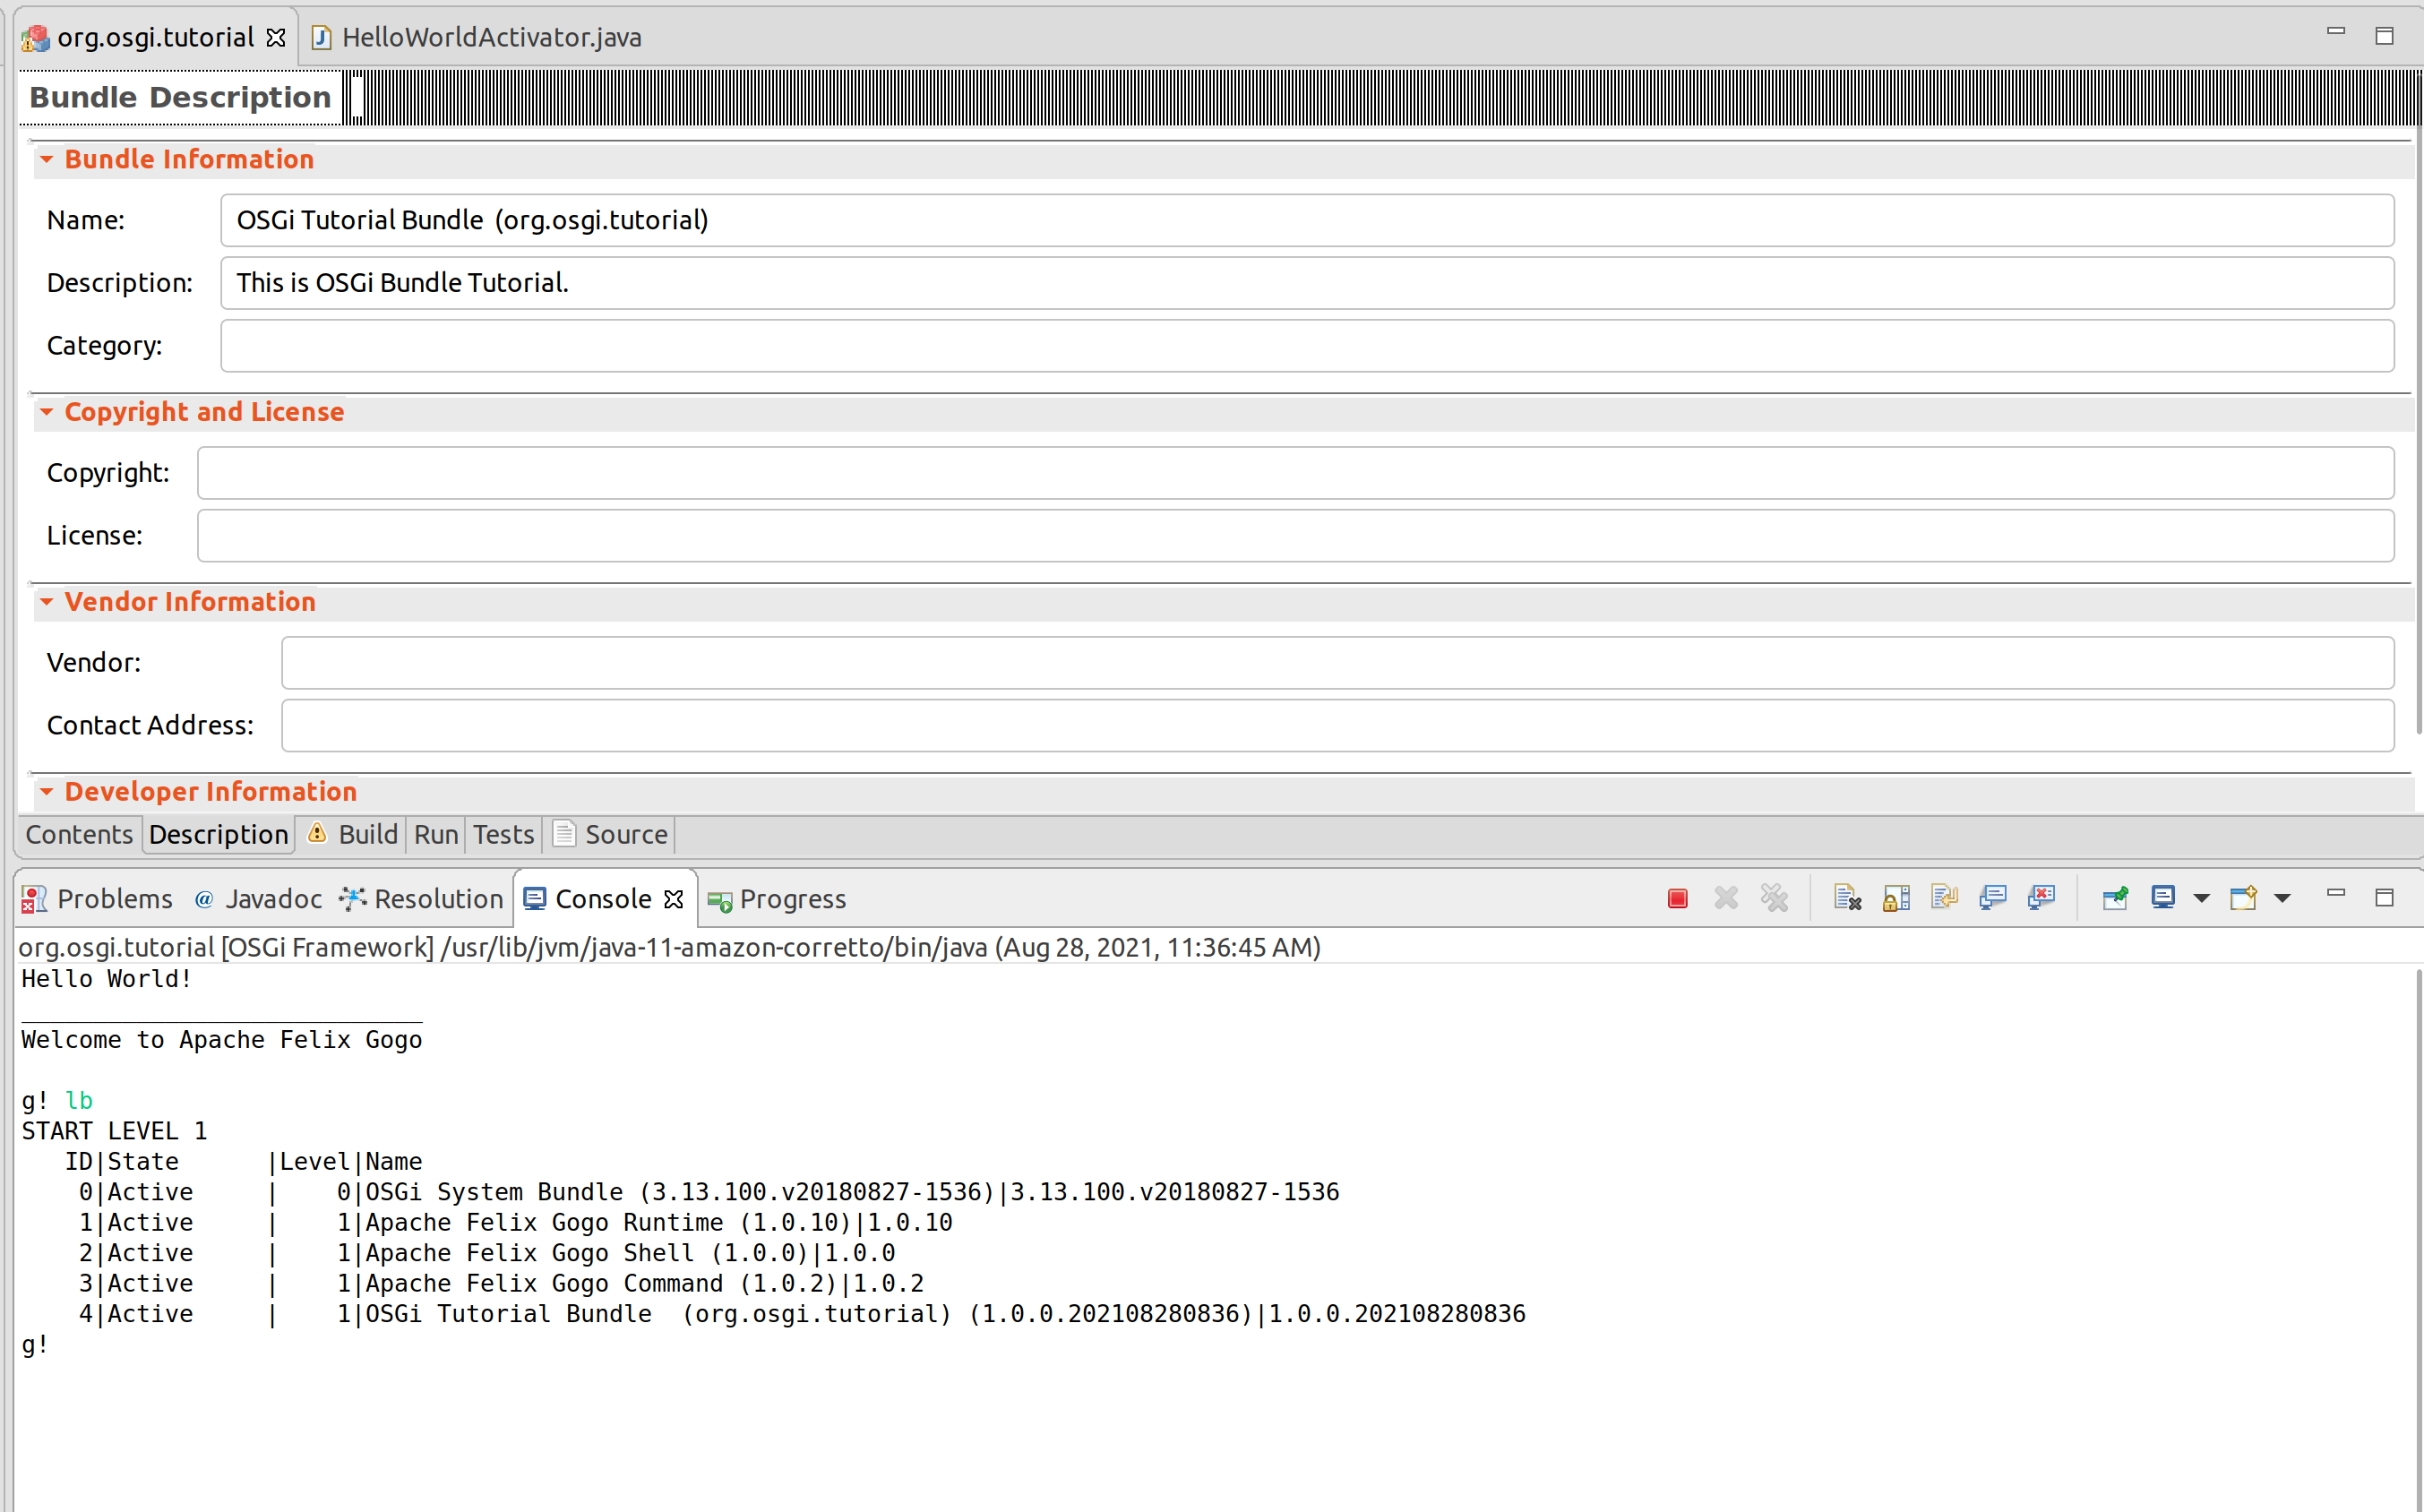 org.osgi.tutorial HelloWorldActivator.java
Bundle Description
Bundle Information
Name: OSGi Tutorial Bundle  (org.osgi.tutorial)
Description: This is OSGi Bundle Tutorial.
Category:
Copyright and License
Copyright:
License:
Vendor Information
Vendor:
Contact Address:
Developer Information
Contents Description Build Run Tests Source
Problems @ Javadoc Resolution Console Progress
org.osgi.tutorial [OSGi Framework] /usr/lib/jvm/java-11-amazon-corretto/bin/java (Aug 28, 2021, 11:36:45 AM)
Hello World!
____________________________
Welcome to Apache Felix Gogo
g! lb
START LEVEL 1
   ID|State      |Level|Name
    0|Active     |    0|OSGi System Bundle (3.13.100.v20180827-1536)|3.13.100.v20180827-1536
    1|Active     |    1|Apache Felix Gogo Runtime (1.0.10)|1.0.10
    2|Active     |    1|Apache Felix Gogo Shell (1.0.0)|1.0.0
    3|Active     |    1|Apache Felix Gogo Command (1.0.2)|1.0.2
    4|Active     |    1|OSGi Tutorial Bundle  (org.osgi.tutorial) (1.0.0.202108280836)|1.0.0.202108280836
g!